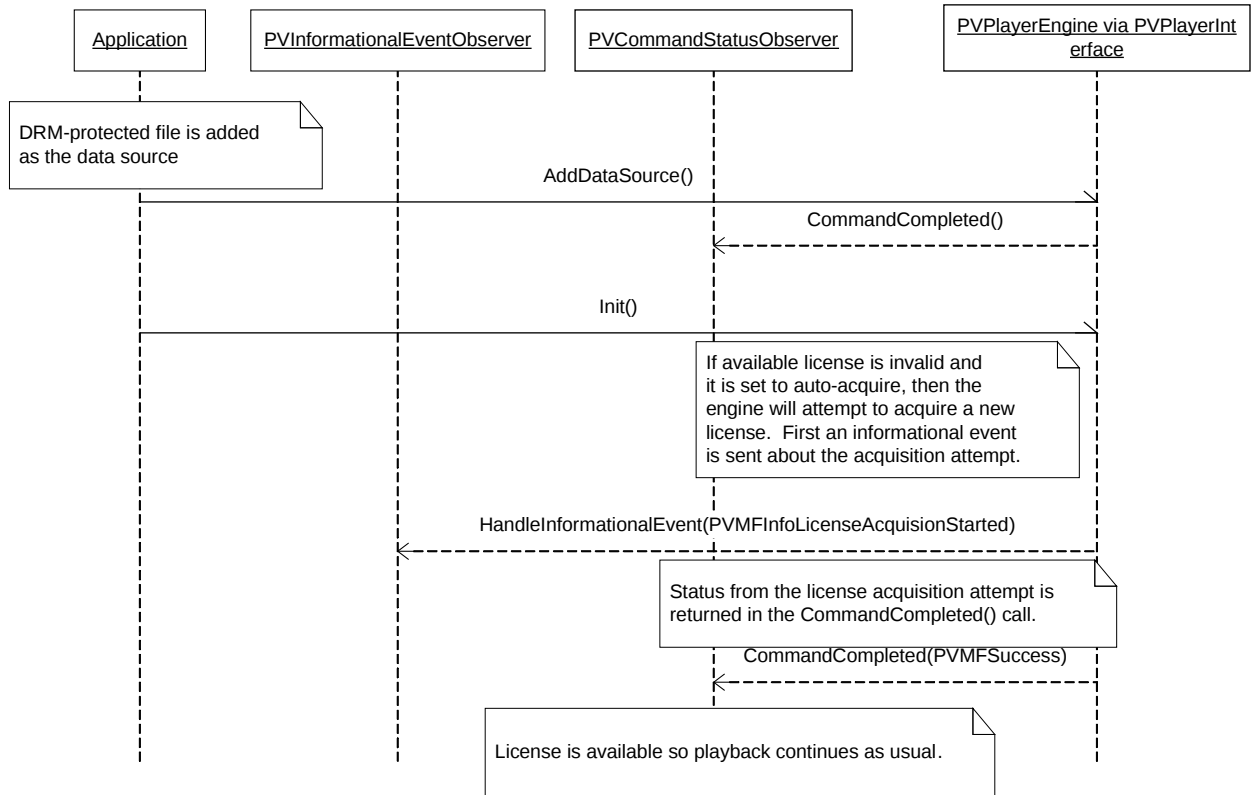 Application
PVInformationalEventObserver
PVCommandStatusObserver
PVPlayerEngine via PVPlayerInt
erface
DRM-protected file is added
as the data source
AddDataSource()
CommandCompleted()
Init()
If available license is invalid and
it is set to auto-acquire, then the
engine will attempt to acquire a new
license.  First an informational event
is sent about the acquisition attempt.
HandleInformationalEvent(PVMFInfoLicenseAcquisionStarted)
Status from the license acquisition attempt is
returned in the CommandCompleted() call.
CommandCompleted(PVMFSuccess)
License is available so playback continues as usual.